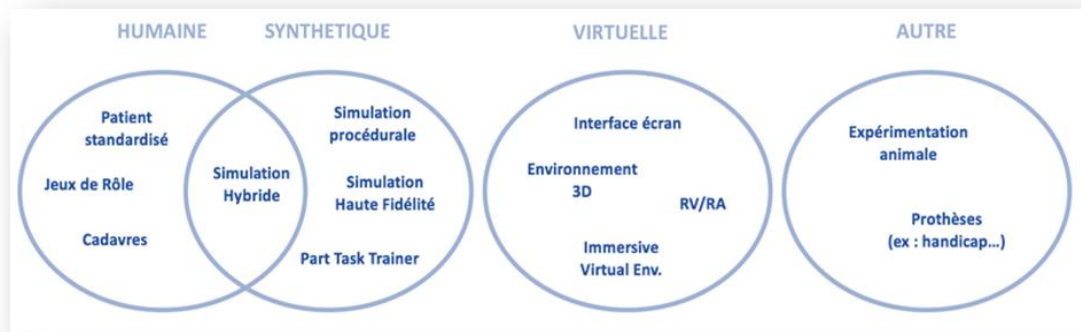 HUMAINE
SYNTHETIQUE
VIRTUELLE
AUTRE
Patient
standardisé
Jeux de Rôle
Cadavres
Simulation
Hybride
Simulation
procédurale
Simulation
Haute Fidélité
Part Task Trainer
Interface écran
Environnement
3D
RV/RA
Immersive
Virtual Env.
Expérimentation
animale
Prothèses
(ex : handicap...)